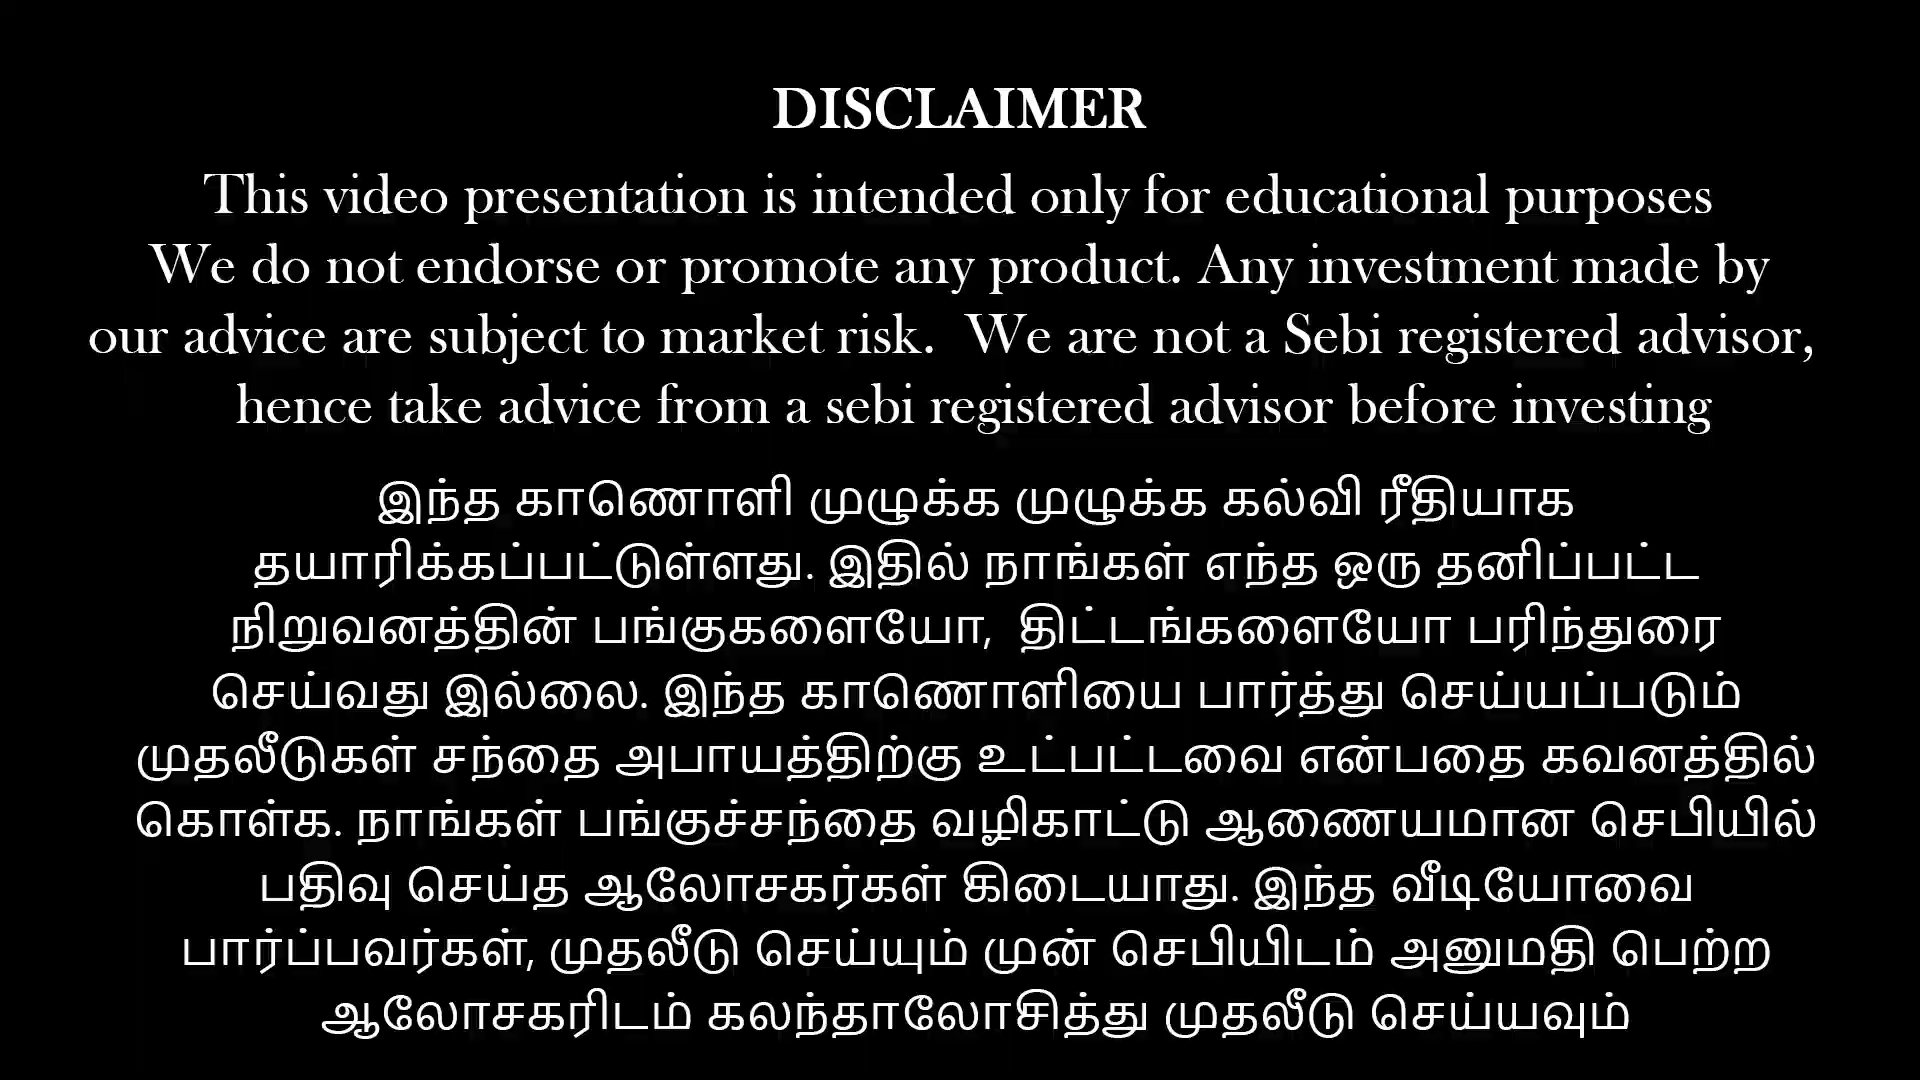 DISCLAIMER
This video presentation is intended only for educational purposes
We do not endorse or promote any product. Any investment made by
our advice are subject to market risk.  We are not a Sebi registered advisor,
hence take advice from a sebi registered advisor before investing
இந்த காணொளி முழுக்க முழுக்க கல்வி ரீதியாக
தயாரிக்கப்பட்டுள்ளது. இதில் நாங்கள் எந்த ஒரு தனிப்பட்ட
நிறுவனத்தின் பங்குகளையோ,  திட்டங்களையோ பரிந்துரை
செய்வது இல்லை. இந்த காணொளியை பார்த்து செய்யப்படும்
முதலீடுகள் சந்தை அபாயத்திற்கு உட்பட்டவை என்பதை கவனத்தில்
கொள்க. நாங்கள் பங்குச்சந்தை வழிகாட்டு ஆணையமான செபியில்
பதிவு செய்த ஆலோசகர்கள் கிடையாது. இந்த வீடியோவை
பார்ப்பவர்கள், முதலீடு செய்யும் முன் செபியிடம் அனுமதி பெற்ற
ஆலோசகரிடம் கலந்தாலோசித்து முதலீடு செய்யவும்